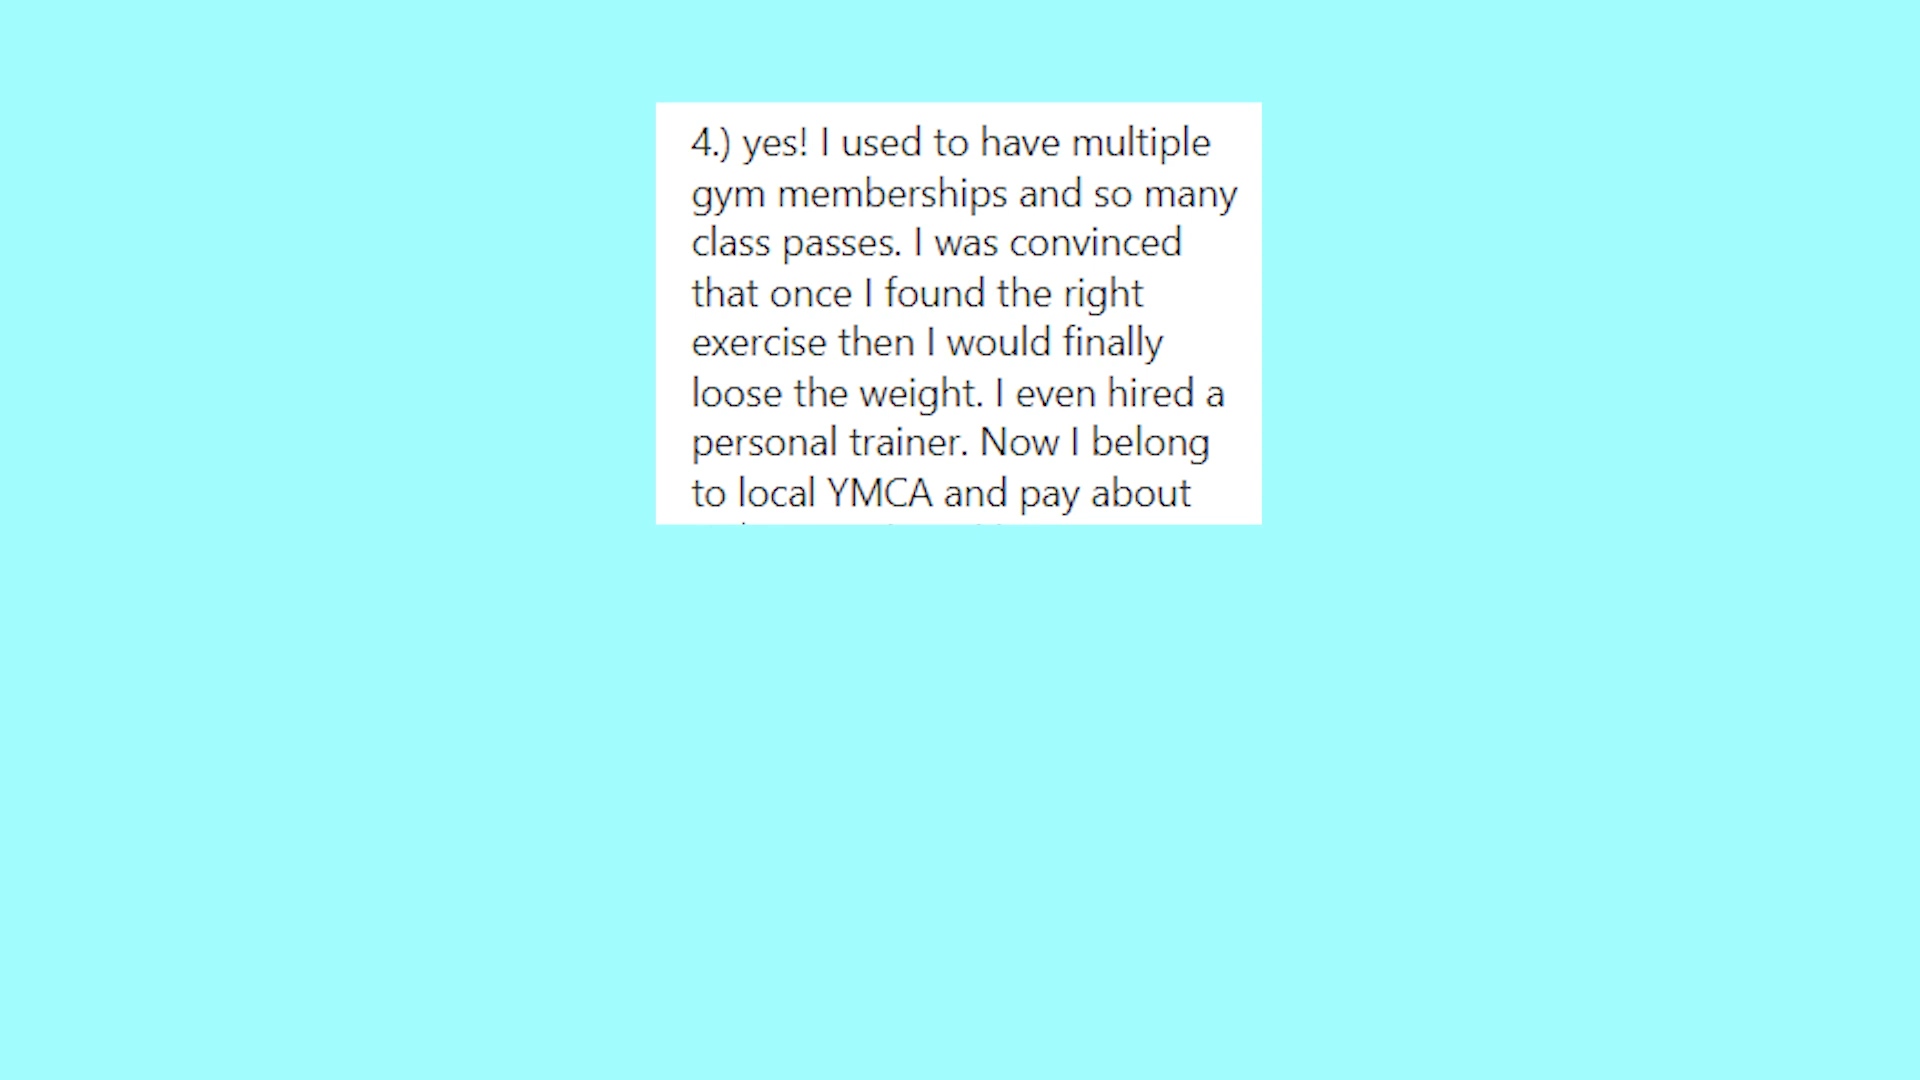 4.) yes! I used to have multiple
gym memberships and so many
class passes. I was convinced
that once I found the right
exercise then I would finally
loose the weight. I even hired a
personal trainer. Now I belong
to local YMCA and pay about